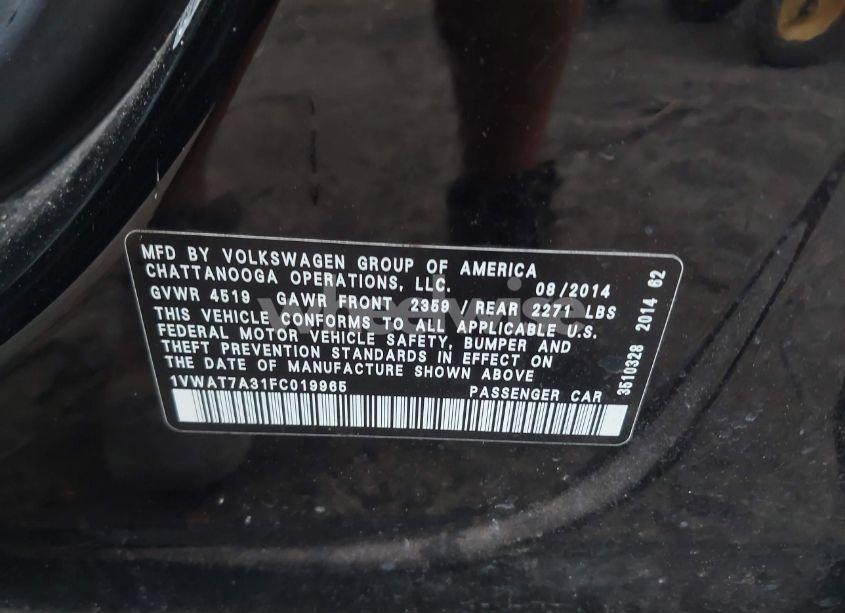 MFD BY VOLKSWAGEN GROUP OF AMERICA
CHATTANOOGA OPERATIONS, LLC. 08/2014
GVWR 4519 GAWR FRONT 2359 / REAR 2271 LBS
THIS VEHICLE CONFORMS TO ALL APPLICABLE U.S.
FEDERAL MOTOR VEHICLE SAFETY, BUMPER AND
THEFT PREVENTION STANDARDS IN EFFECT ON
THE DATE OF MANUFACTURE SHOWN ABOVE
1VWAT7A31FC019965 PASSENGER CAR
3510328 2014 62